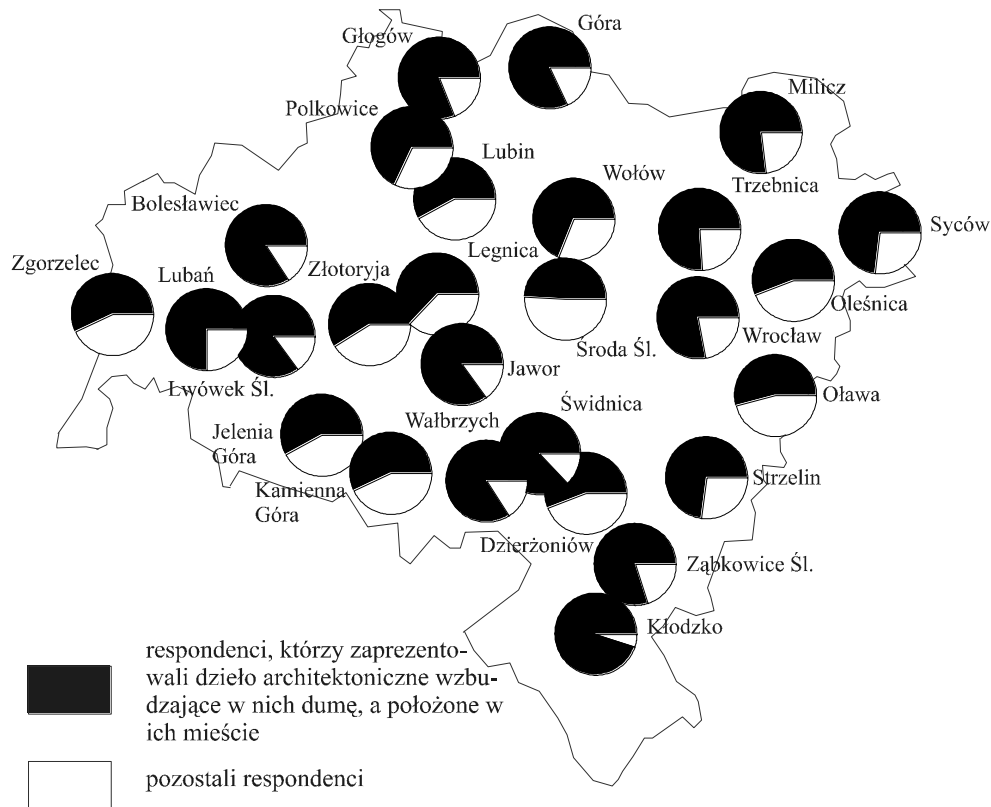 Góra
Głogów
Milicz
Polkowice
Lubin
Wołów
Trzebnica
Bolesławiec
Syców
Legnica
Zgorzelec
Lubań
Złotoryja
Oleśnica
Wrocław
Środa Śl.
Jawor
Lwówek Śl.
Oława
Świdnica
Wałbrzych
Jelenia
Góra
Strzelin
Kamienna
Góra
Dzierżoniów
Ząbkowice Śl.
Kłodzko
respondenci, którzy zaprezento-
wali dzieło architektoniczne wzbu-
dzające w nich dumę, a położone w
ich mieście
pozostali respondenci